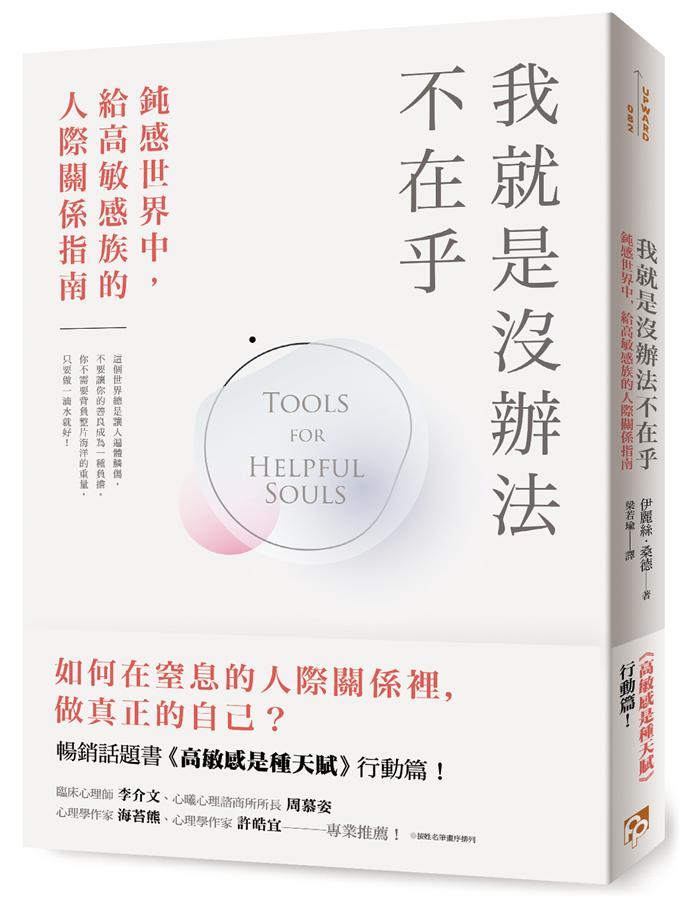 我就是沒辦法
不在乎
鈍感世界中，
給高敏感族的
人際關係指南
這個世界總是讓人遍體鱗傷，
不要讓你的善良成為一種負擔。
你不需要背負整片海洋的重量，
只要做一滴水就好！
TOOLS
FOR
HELPFUL
SOULS
如何在窒息的人際關係裡，
做真正的自己？
暢銷話題書《高敏感是種天賦》行動篇！
臨床心理師 李介文、心曦心理諮商所所長 周慕姿
心理學作家 海苔熊、心理學作家 許皓宜———專業推薦！ ※按姓名筆畫序排列
UPWARD
082
我就是沒辦法不在乎
鈍感世界中，給高敏感族的人際關係指南
伊麗絲．桑德──著
梁若瑜──譯
《高敏感是種天賦》
行動篇！